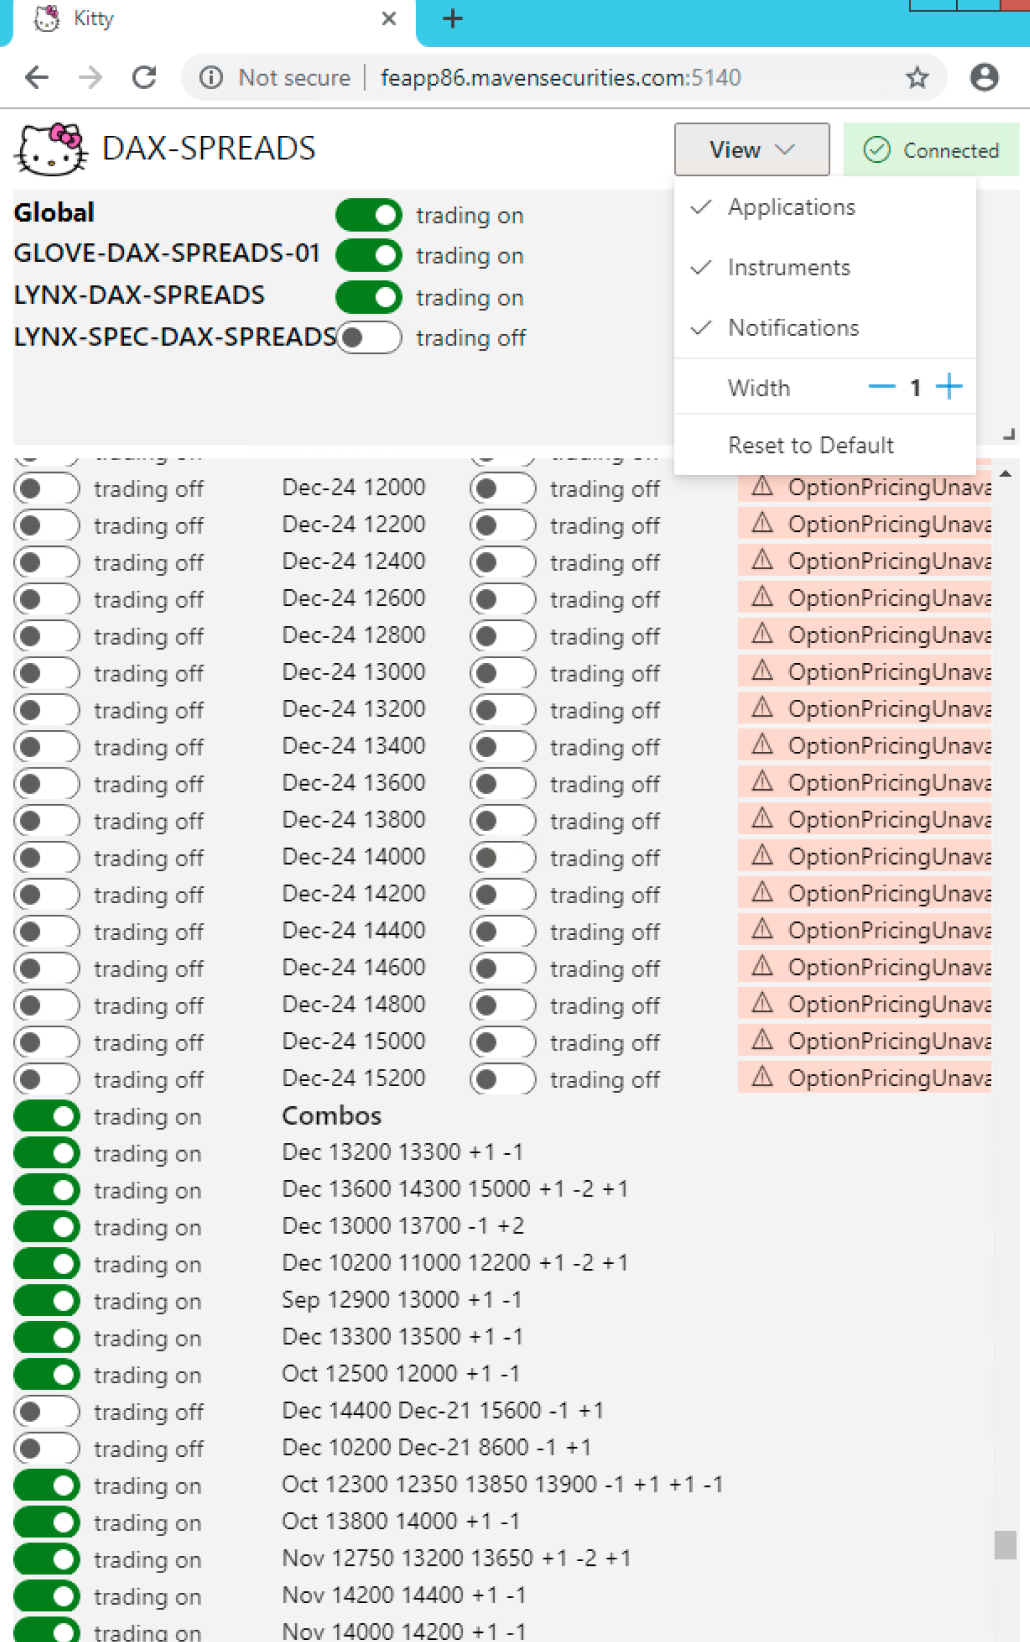 Kitty
Not secure feapp86.mavensecurities.com:5140
DAX-SPREADS View Connected
Global trading on
GLOVE-DAX-SPREADS-01 trading on
LYNX-DAX-SPREADS trading on
LYNX-SPEC-DAX-SPREADS trading off
Applications
Instruments
Notifications
Width 1
Reset to Default
trading off Dec-24 12000 trading off OptionPricingUnava
trading off Dec-24 12200 trading off OptionPricingUnava
trading off Dec-24 12400 trading off OptionPricingUnava
trading off Dec-24 12600 trading off OptionPricingUnava
trading off Dec-24 12800 trading off OptionPricingUnava
trading off Dec-24 13000 trading off OptionPricingUnava
trading off Dec-24 13200 trading off OptionPricingUnava
trading off Dec-24 13400 trading off OptionPricingUnava
trading off Dec-24 13600 trading off OptionPricingUnava
trading off Dec-24 13800 trading off OptionPricingUnava
trading off Dec-24 14000 trading off OptionPricingUnava
trading off Dec-24 14200 trading off OptionPricingUnava
trading off Dec-24 14400 trading off OptionPricingUnava
trading off Dec-24 14600 trading off OptionPricingUnava
trading off Dec-24 14800 trading off OptionPricingUnava
trading off Dec-24 15000 trading off OptionPricingUnava
trading off Dec-24 15200 trading off OptionPricingUnava
trading on Combos
trading on Dec 13200 13300 +1 -1
trading on Dec 13600 14300 15000 +1 -2 +1
trading on Dec 13000 13700 -1 +2
trading on Dec 10200 11000 12200 +1 -2 +1
trading on Sep 12900 13000 +1 -1
trading on Dec 13300 13500 +1 -1
trading on Oct 12500 12000 +1 -1
trading off Dec 14400 Dec-21 15600 -1 +1
trading off Dec 10200 Dec-21 8600 -1 +1
trading on Oct 12300 12350 13850 13900 -1 +1 +1 -1
trading on Oct 13800 14000 +1 -1
trading on Nov 12750 13200 13650 +1 -2 +1
trading on Nov 14200 14400 +1 -1
trading on Nov 14000 14200 +1 -1